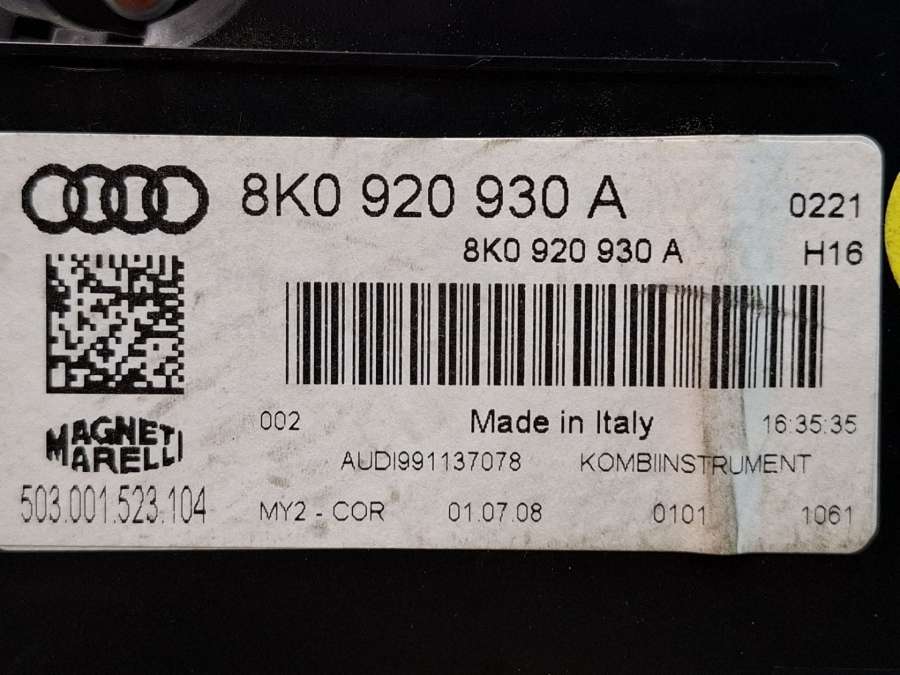 8K0 920 930 A 0221
8K0 920 930 A H16
002 Made in Italy 16:35:35
MAGNETI MARELLI
AUDI991137078 KOMBIINSTRUMENT
503.001.523.104
MY2 - COR 01.07.08 0101 1061